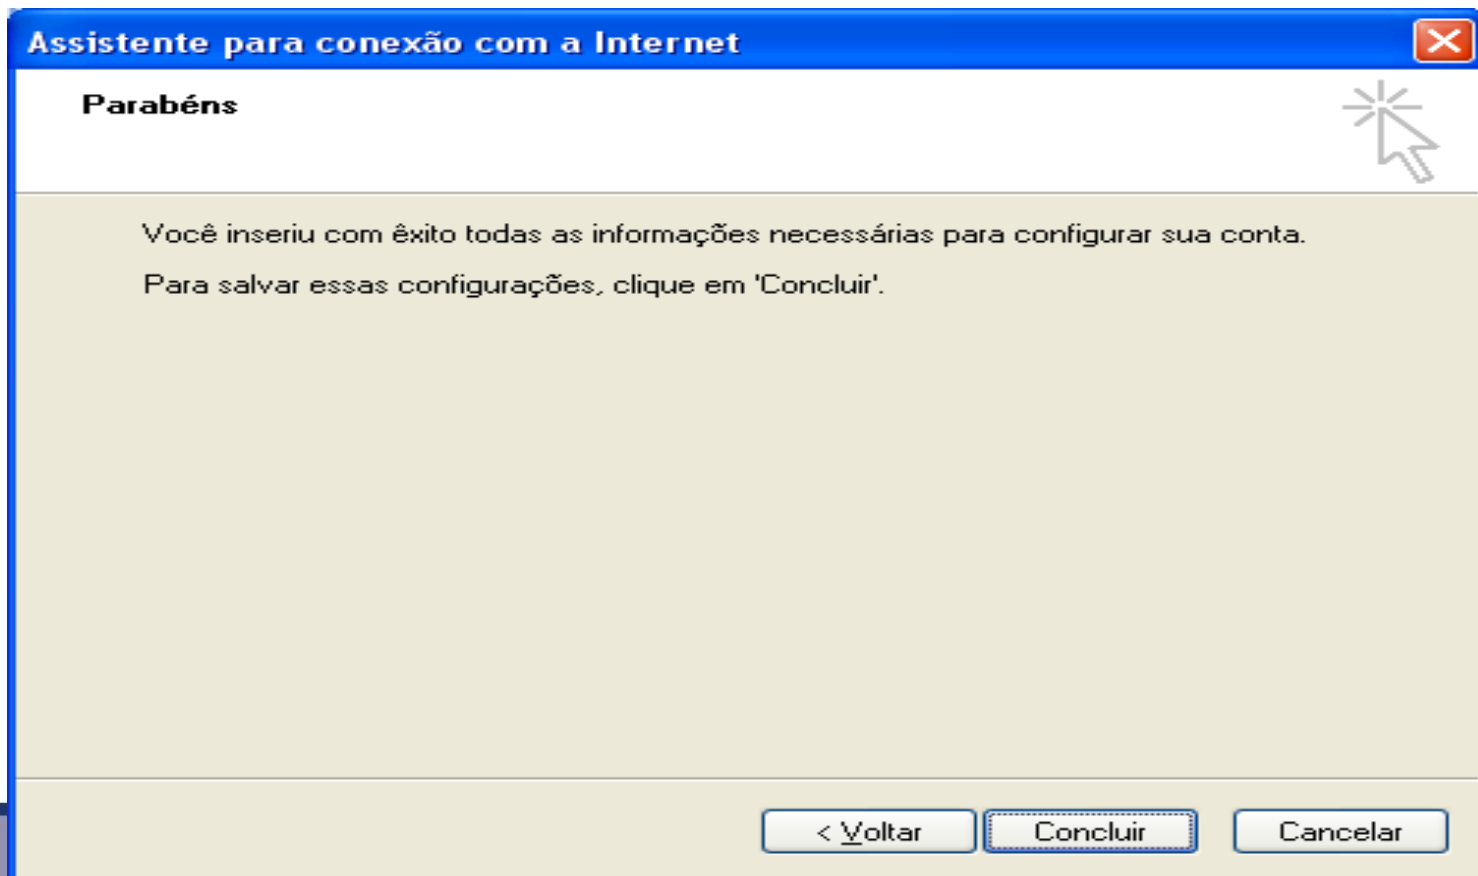 Assistente para conexão com a Internet
Parabéns
Você inseriu com êxito todas as informações necessárias para configurar sua conta.
Para salvar essas configurações, clique em 'Concluir'.
< Voltar Concluir Cancelar